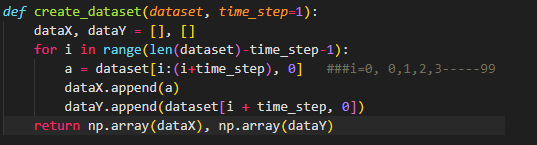 def create_dataset(dataset, time_step=1):
    dataX, dataY = [], []
    for i in range(len(dataset)-time_step-1):
        a = dataset[i:(i+time_step), 0]   ###i=0, 0,1,2,3-----99
        dataX.append(a)
        dataY.append(dataset[i + time_step, 0])
    return np.array(dataX), np.array(dataY)